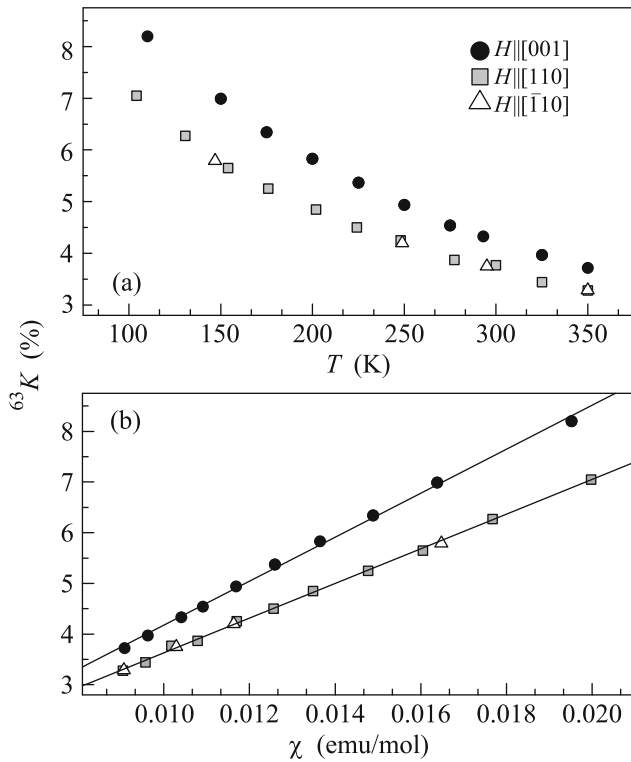 8
7
6
5
4
3
H||[001]
H||[110]
H||[1̄10]
(a)
100 150 200 250 300 350
T (K)
⁶³K (%)
(b)
8
7
6
5
4
3
0.010 0.012 0.014 0.016 0.018 0.020
χ (emu/mol)